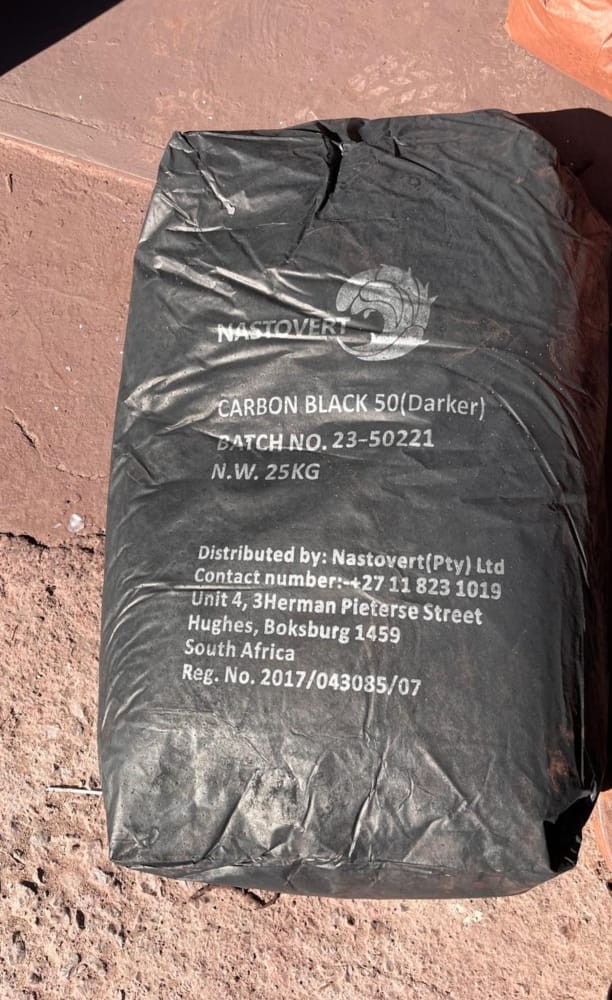 NASTOVERT
CARBON BLACK 50(Darker)
BATCH NO. 23-50221
N.W. 25KG
Distributed by: Nastovert(Pty) Ltd
Contact number:-+27 11 823 1019
Unit 4, 3Herman Pieterse Street
Hughes, Boksburg 1459
South Africa
Reg. No. 2017/043085/07